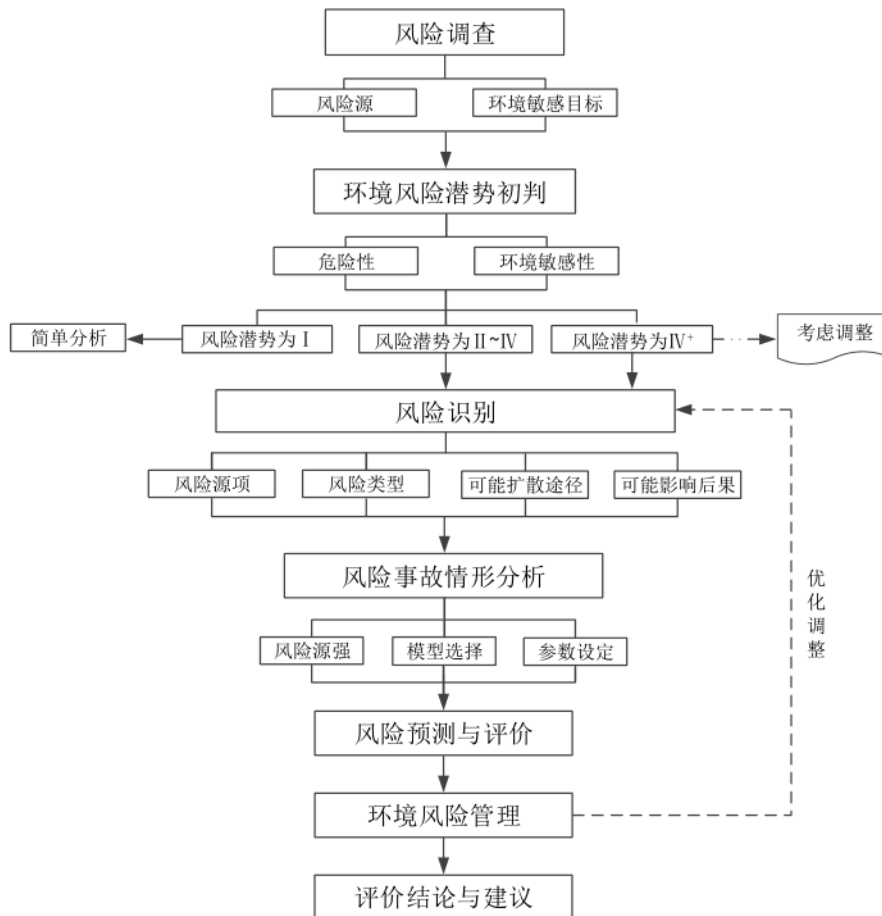 风险调查
风险源
环境敏感目标
环境风险潜势初判
危险性
环境敏感性
简单分析
风险潜势为Ⅰ
风险潜势为Ⅱ~Ⅳ
风险潜势为Ⅳ⁺
考虑调整
风险识别
风险源项
风险类型
可能扩散途径
可能影响后果
风险事故情形分析
优化调整
风险源强
模型选择
参数设定
风险预测与评价
环境风险管理
评价结论与建议